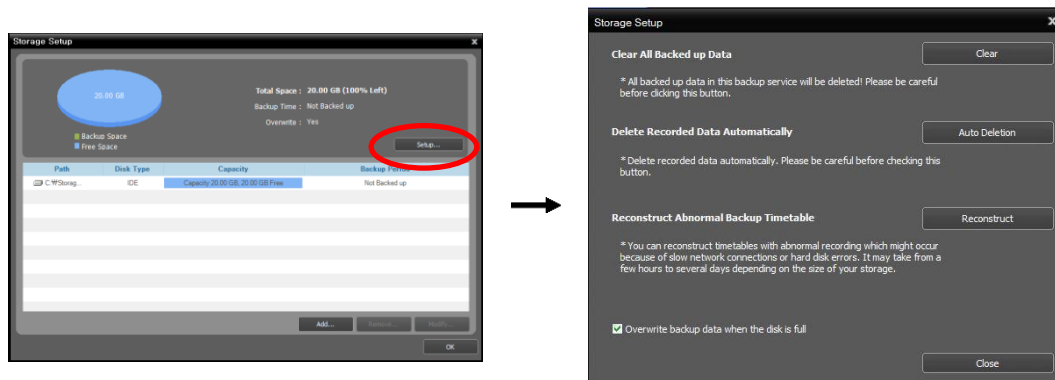 Storage Setup
x
20.00 GB
Total Space : 20.00 GB (100% Left)
Backup Time : Not Backed up
Overwrite : Yes
Backup Space
Free Space
Setup...
Path Disk Type Capacity Backup Period
C:₩Storag... IDE Capacity 20.00 GB, 20.00 GB Free Not Backed up
Add... Remove... Modify...
OK
Storage Setup
x
Clear All Backed up Data
Clear
* All backed up data in this backup service will be deleted! Please be careful
before clicking this button.
Delete Recorded Data Automatically
Auto Deletion
* Delete recorded data automatically. Please be careful before checking this
button.
Reconstruct Abnormal Backup Timetable
Reconstruct
* You can reconstruct timetables with abnormal recording which might occur
because of slow network connections or hard disk errors. It may take from a
few hours to several days depending on the size of your storage.
Overwrite backup data when the disk is full
Close